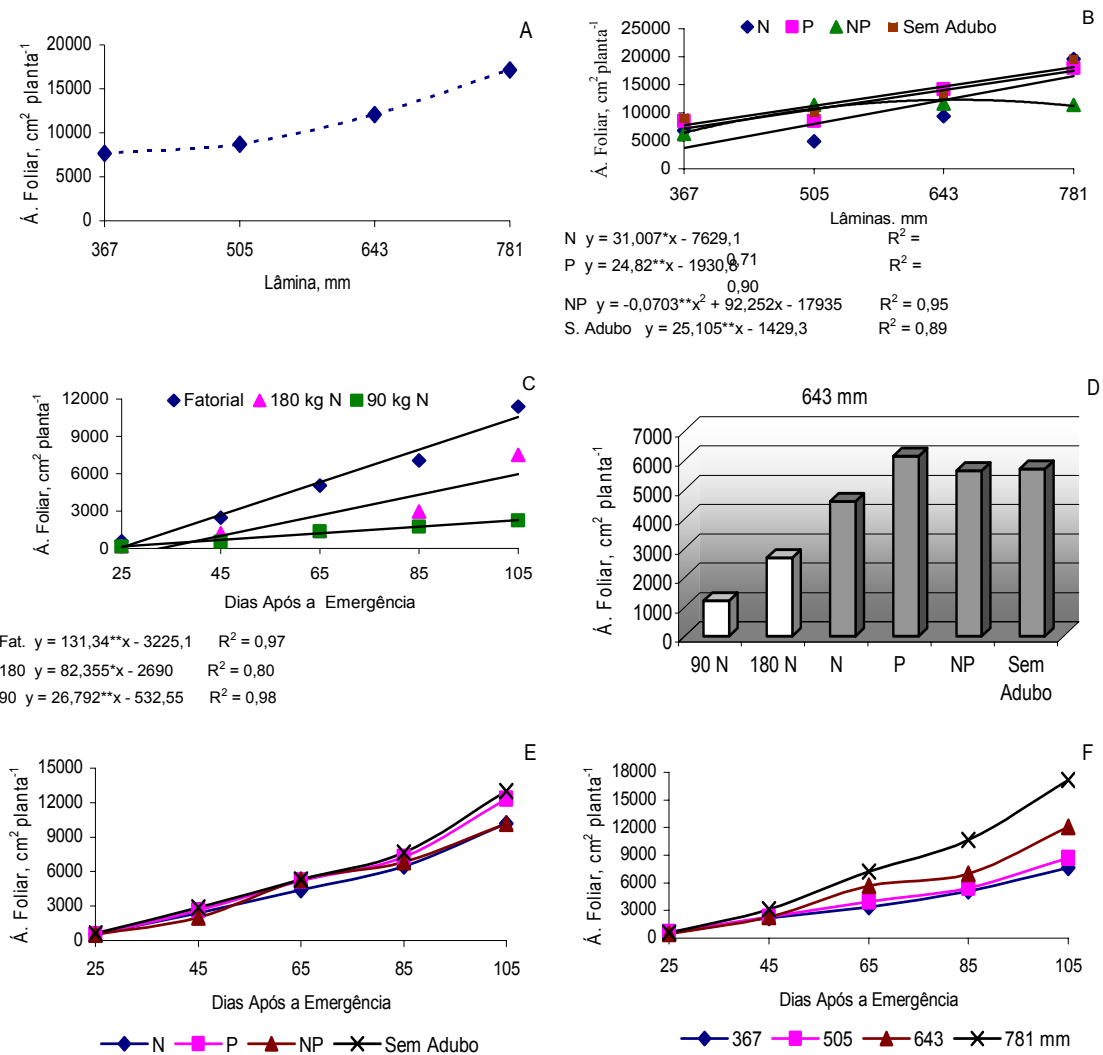 A
Á. Foliar, cm² planta⁻¹
20000
15000
10000
5000
0
367 505 643 781
Lâmina, mm
B
N P NP Sem Adubo
Á. Foliar, cm² planta⁻¹
25000
20000
15000
10000
5000
0
367 505 643 781
Lâminas. mm
N y = 31,007*x - 7629,1 R² =
0,71
P y = 24,82**x - 1930,8 R² =
0,90
NP y = -0,0703**x² + 92,252x - 17935 R² = 0,95
S. Adubo y = 25,105**x - 1429,3 R² = 0,89
C
Fatorial 180 kg N 90 kg N
Á. Foliar, cm² planta⁻¹
12000
9000
6000
3000
0
25 45 65 85 105
Dias Após a Emergência
Fat. y = 131,34**x - 3225,1 R² = 0,97
180 y = 82,355*x - 2690 R² = 0,80
90 y = 26,792**x - 532,55 R² = 0,98
D
643 mm
Á. Foliar, cm² planta⁻¹
7000
6000
5000
4000
3000
2000
1000
0
90 N 180 N N P NP Sem
Adubo
E
Á. Foliar, cm² planta⁻¹
15000
12000
9000
6000
3000
0
25 45 65 85 105
Dias Após a Emergência
N P NP Sem Adubo
F
Á. Foliar, cm² planta⁻¹
18000
15000
12000
9000
6000
3000
0
25 45 65 85 105
Dias Após a Emergência
367 505 643 781 mm